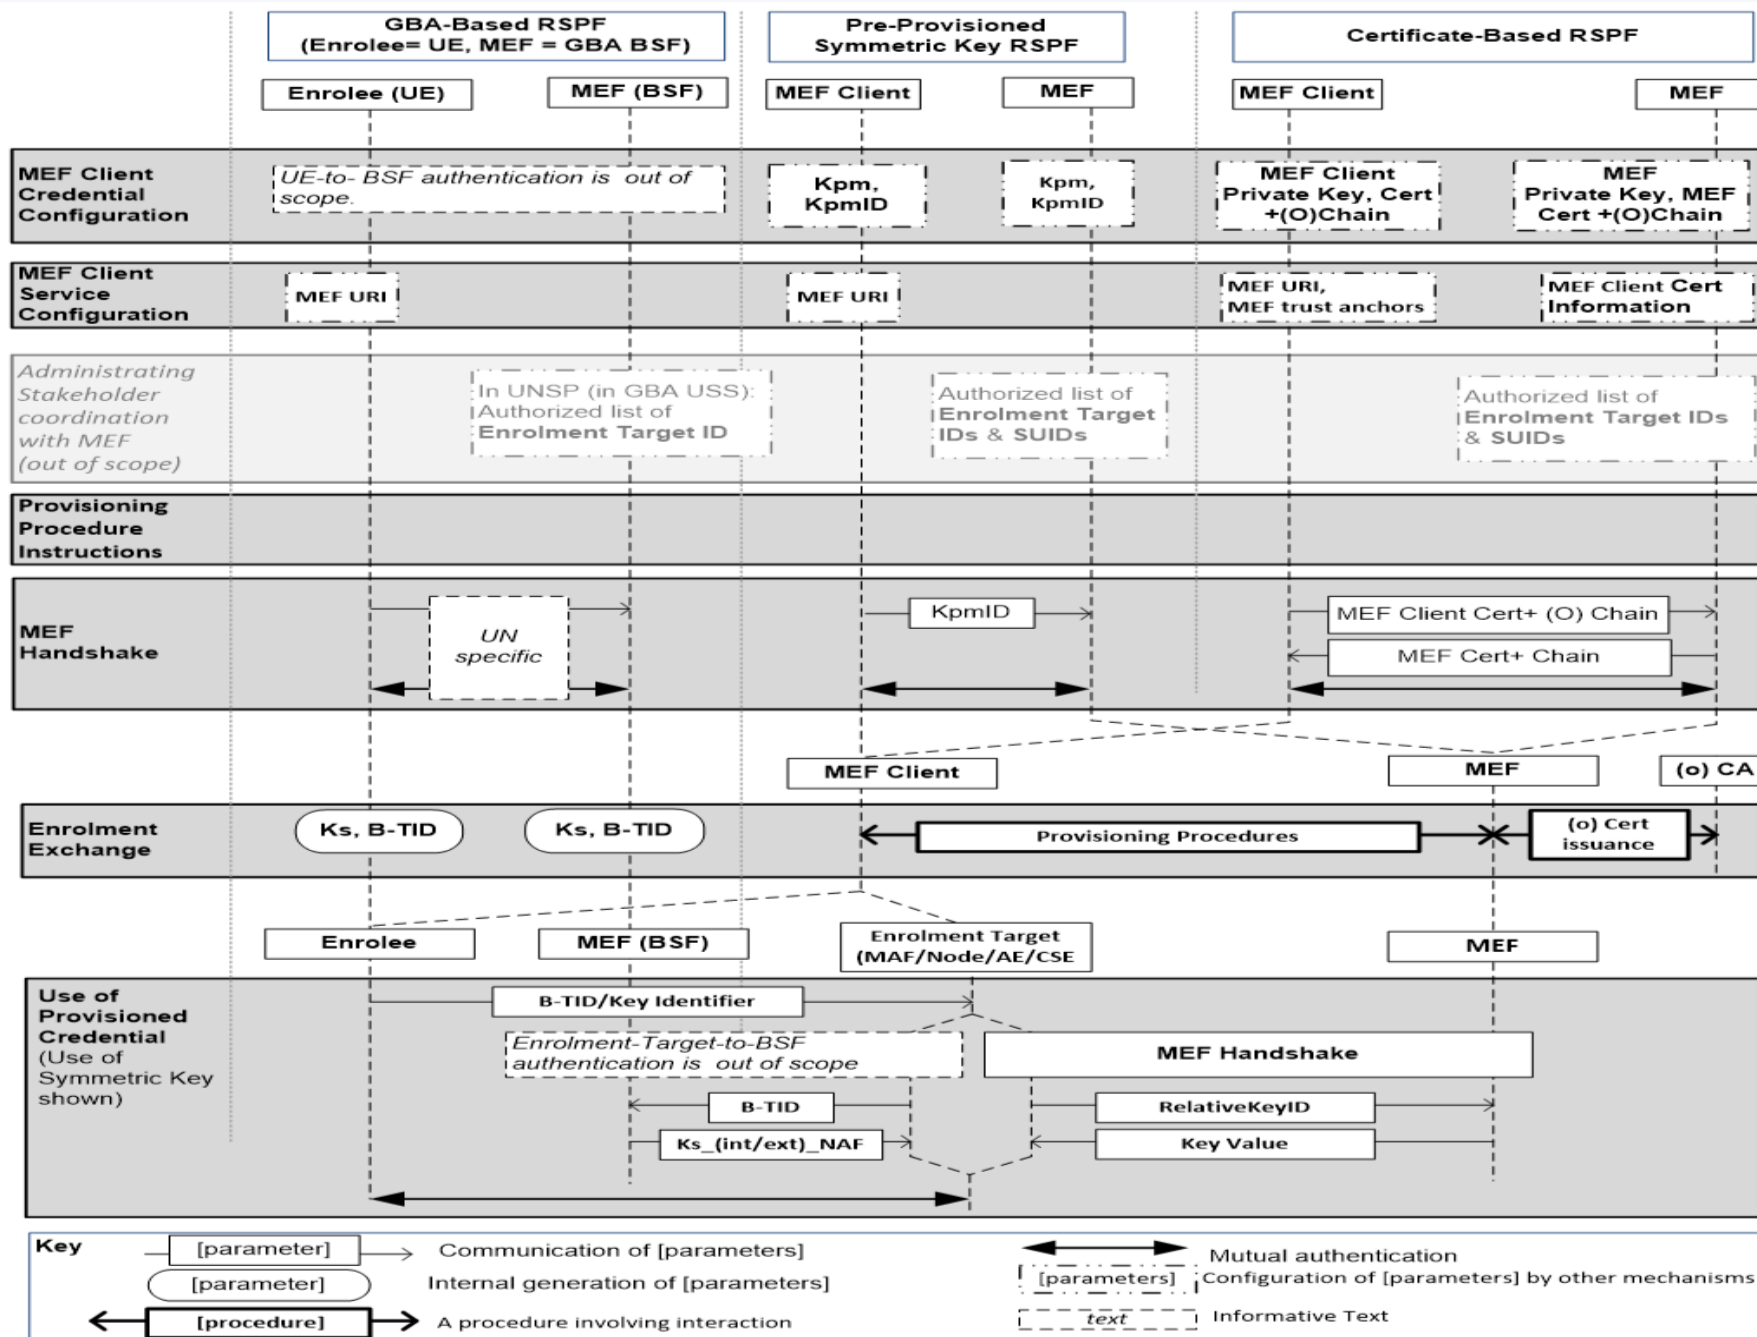 GBA-Based RSPF
(Enrolee= UE, MEF = GBA BSF)
Pre-Provisioned
Symmetric Key RSPF
Certificate-Based RSPF
Enrolee (UE)
MEF (BSF)
MEF Client
MEF
MEF Client
MEF
MEF Client
Credential
Configuration
UE-to- BSF authentication is out of
scope.
Kpm,
KpmID
Kpm,
KpmID
MEF Client
Private Key, Cert
+(O)Chain
MEF
Private Key, MEF
Cert +(O)Chain
MEF Client
Service
Configuration
MEF URI
MEF URI
MEF URI,
MEF trust anchors
MEF Client Cert
Information
Administrating
Stakeholder
coordination
with MEF
(out of scope)
In UNSP (in GBA USS):
Authorized list of
Enrolment Target ID
Authorized list of
Enrolment Target
IDs & SUIDs
Authorized list of
Enrolment Target IDs
& SUIDs
Provisioning
Procedure
Instructions
MEF
Handshake
UN
specific
KpmID
MEF Client Cert+ (O) Chain
MEF Cert+ Chain
MEF Client
MEF
(o) CA
Enrolment
Exchange
Ks, B-TID
Ks, B-TID
Provisioning Procedures
(o) Cert
issuance
Enrolee
MEF (BSF)
Enrolment Target
(MAF/Node/AE/CSE
MEF
Use of
Provisioned
Credential
(Use of
Symmetric Key
shown)
B-TID/Key Identifier
Enrolment-Target-to-BSF
authentication is out of scope
MEF Handshake
B-TID
RelativeKeyID
Ks_(int/ext)_NAF
Key Value
Key
[parameter]
Communication of [parameters]
Mutual authentication
[parameter]
Internal generation of [parameters]
[parameters]
Configuration of [parameters] by other mechanisms
[procedure]
A procedure involving interaction
text
Informative Text